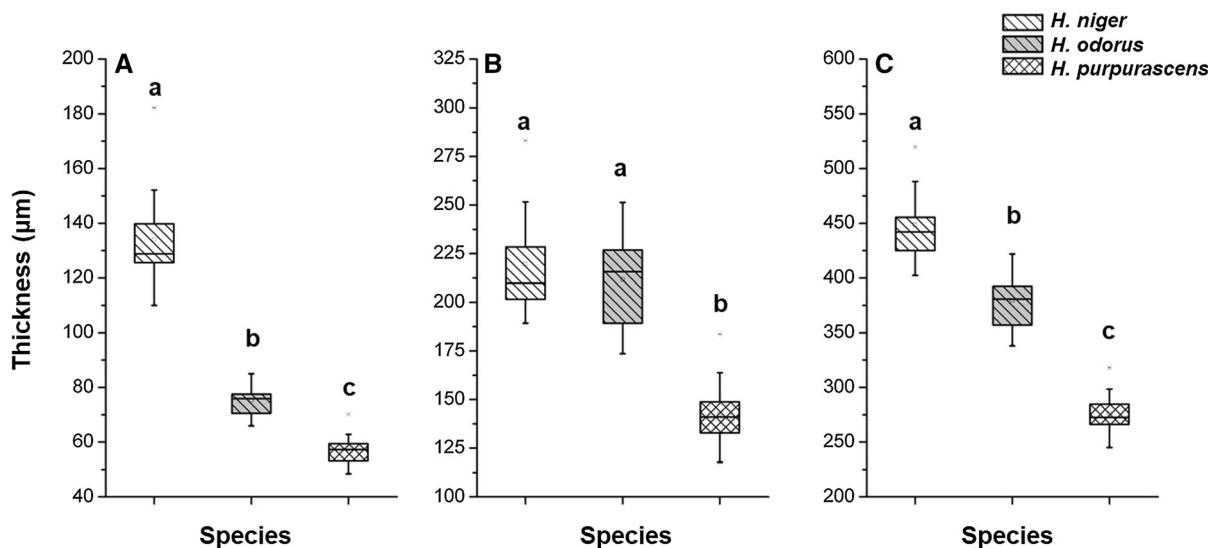 H. niger
H. odorus
H. purpurascens
Thickness (µm)
A
200
180
160
140
120
100
80
60
40
a
b
c
Species
B
325
300
275
250
225
200
175
150
125
100
a
a
b
Species
C
600
550
500
450
400
350
300
250
200
a
b
c
Species